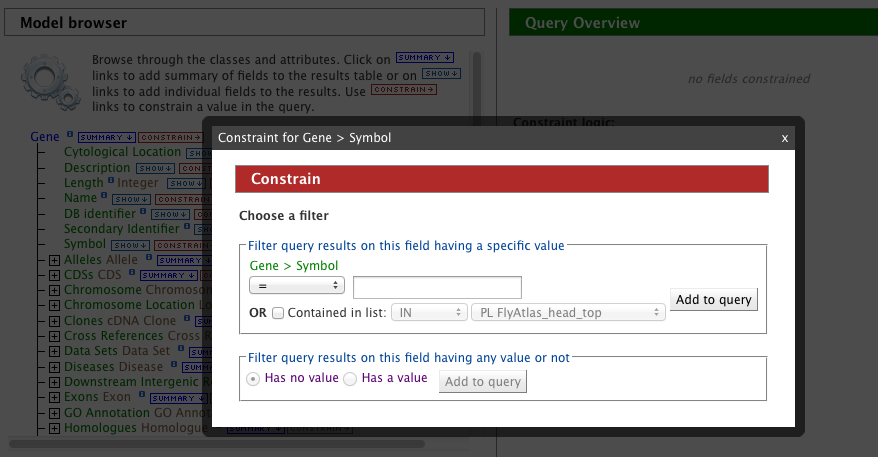 Model browser
Query Overview
Browse through the classes and attributes. Click on SUMMARY↓
links to add summary of fields to the results table or on SHOW↓
links to add individual fields to the results. Use CONSTRAIN→
links to constrain a value in the query.
no fields constrained
Constraint logic:
Constraint for Gene > Symbol x
Gene i SUMMARY↓ CONSTRAIN→
Cytological Location SHOW
Description SHOW↓
Length i Integer SHOW↓
Name SHOW↓ CONSTRAIN
DB identifier SHOW↓
Secondary Identifier
Symbol SHOW↓ CONSTRAIN→
Alleles Allele i SUMMARY↓
CDSs CDS i SUMMARY↓
Chromosome Chromosom
Chromosome Location Lo
Clones cDNA Clone i
Cross References Cross R
Data Sets Data Set i
Diseases Disease i
Downstream Intergenic R
Exons Exon i SUMMARY↓
GO Annotation GO Annot
Homologues Homologue SUMMARY↓ CONSTRAIN→
Constrain
Choose a filter
Filter query results on this field having a specific value
Gene > Symbol
=
Add to query
OR Contained in list: IN PL FlyAtlas_head_top
Filter query results on this field having any value or not
Has no value Has a value Add to query